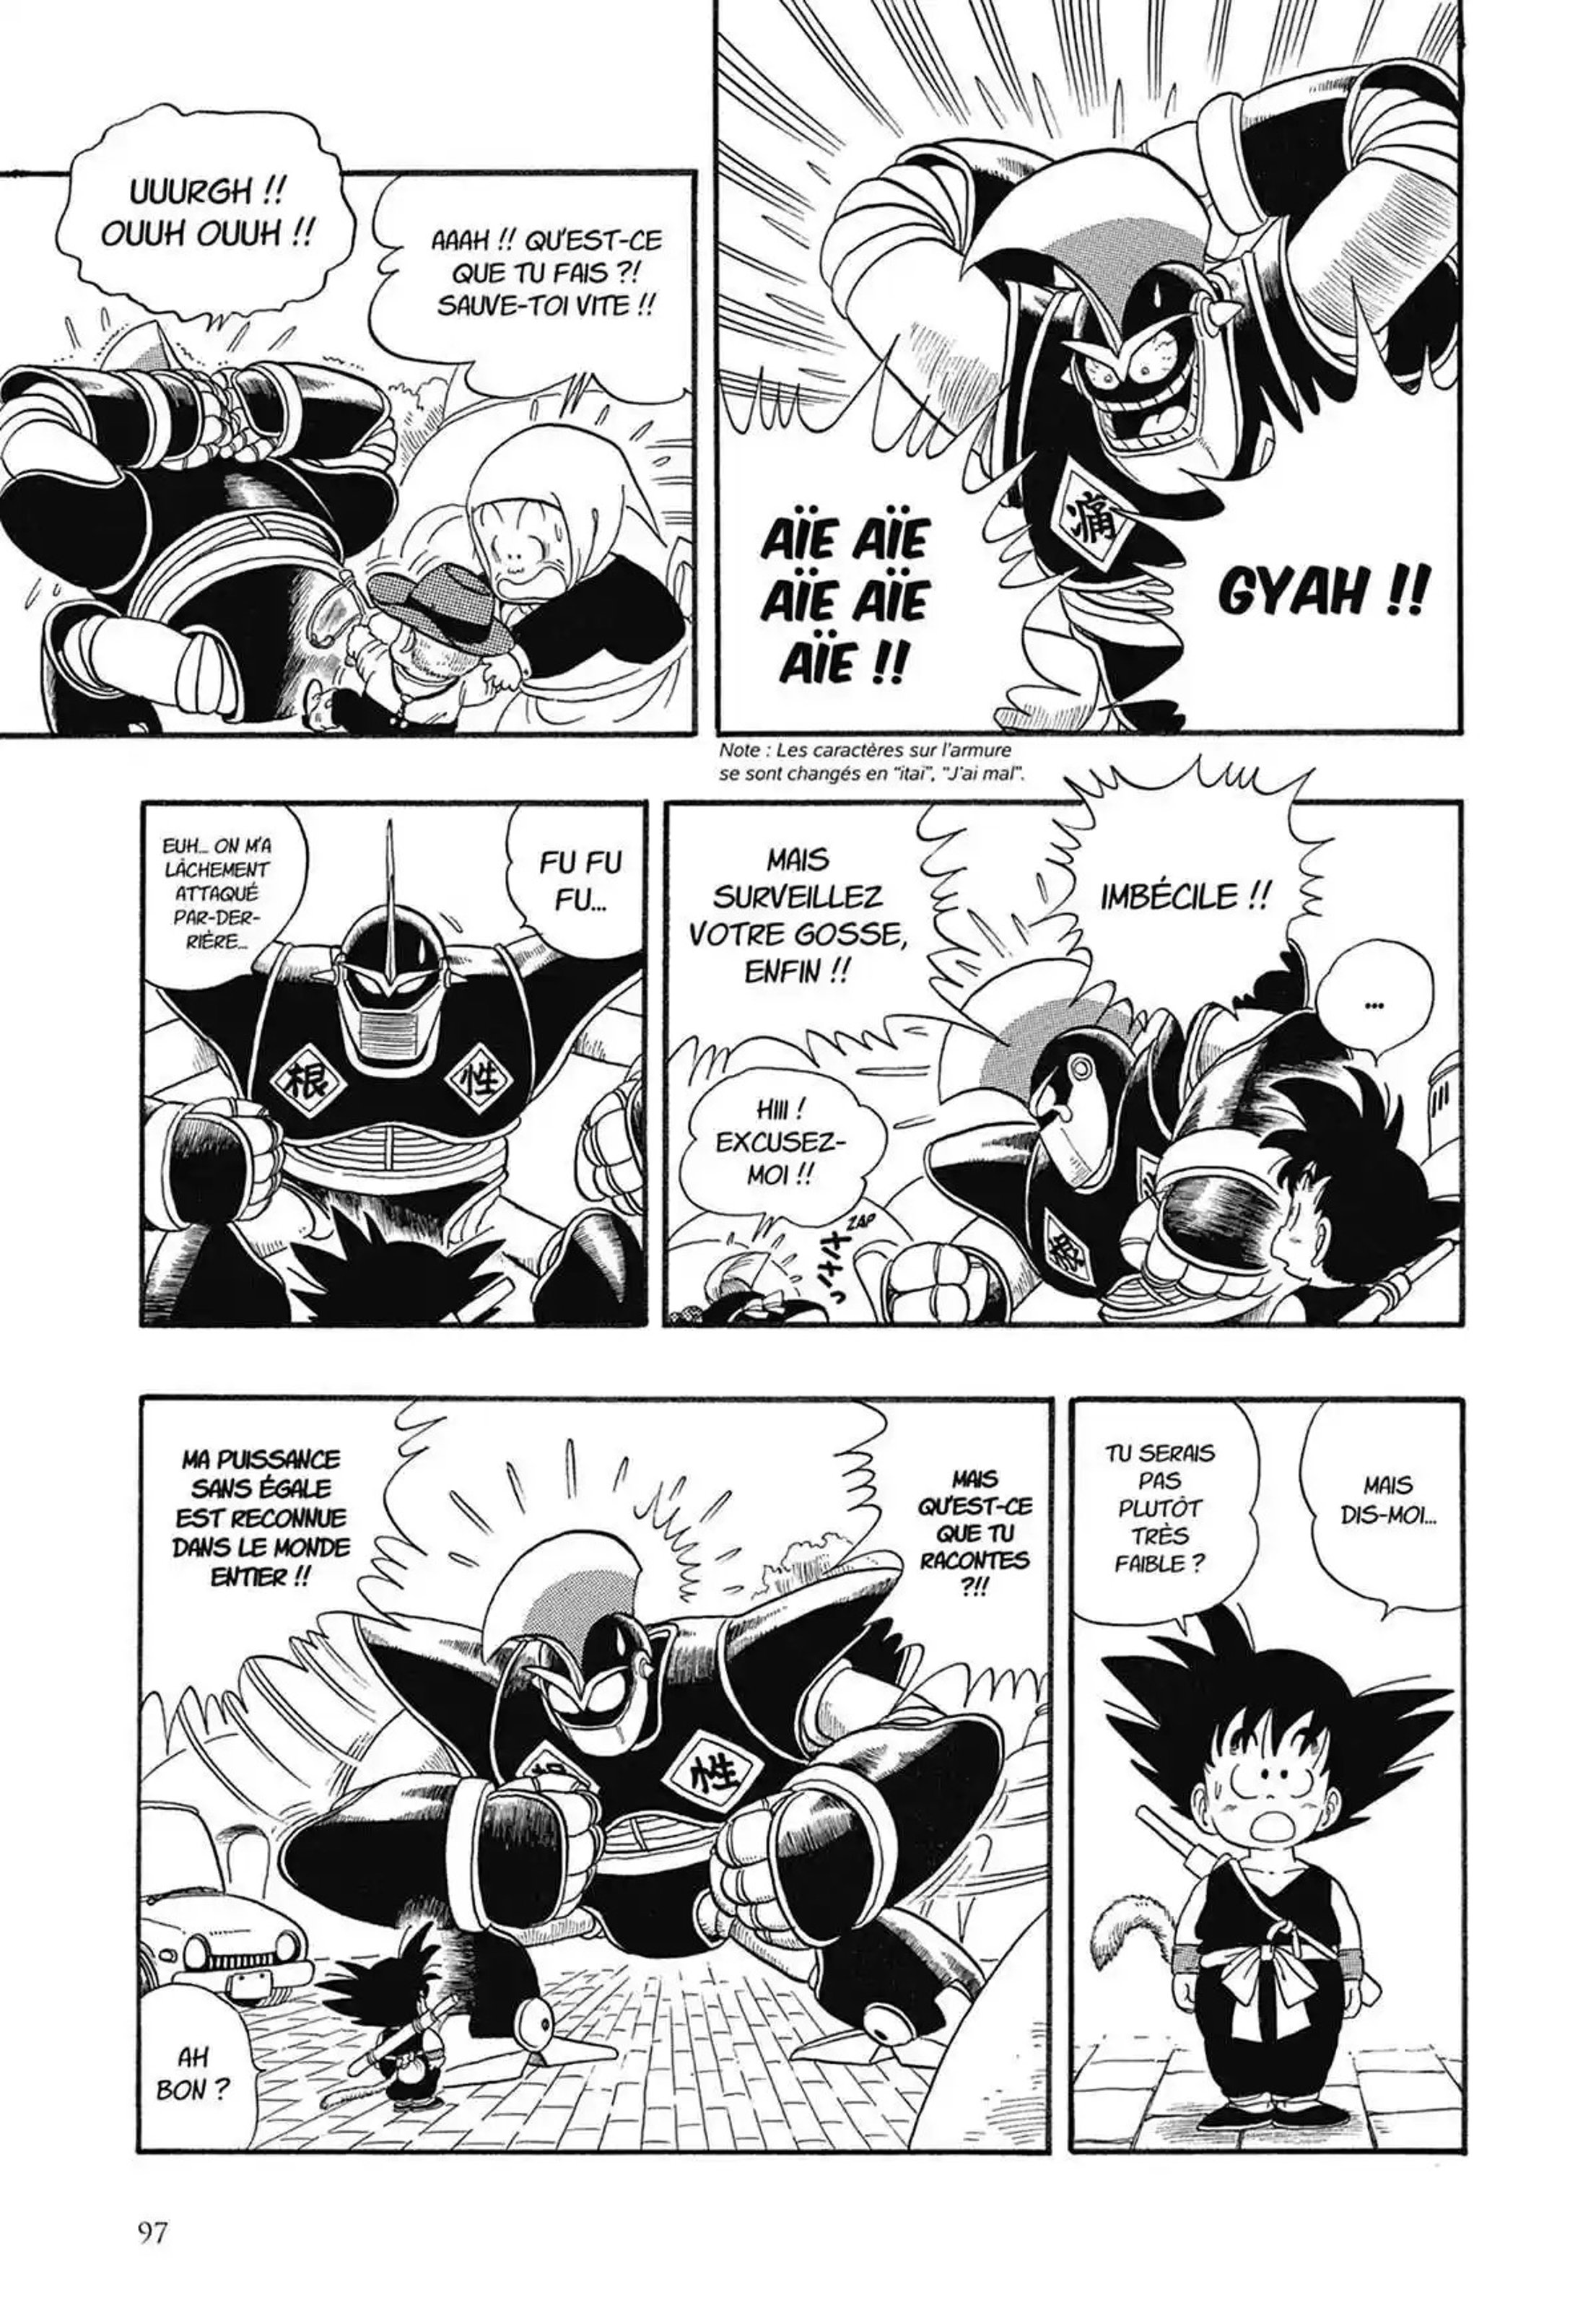 AÏE AÏE
AÏE AÏE
AÏE !!
GYAH !!
痛
UUURGH !!
OUUH OUUH !!
AAAH !! QU'EST-CE
QUE TU FAIS ?!
SAUVE-TOI VITE !!
Note : Les caractères sur l'armure
se sont changés en "itai", "J'ai mal".
EUH... ON M'A
LÂCHEMENT
ATTAQUÉ
PAR-DER-
RIÈRE...
FU FU
FU...
根
性
MAIS
SURVEILLEZ
VOTRE GOSSE,
ENFIN !!
IMBÉCILE !!
...
HIII !
EXCUSEZ-
MOI !!
ZAP
根
MA PUISSANCE
SANS ÉGALE
EST RECONNUE
DANS LE MONDE
ENTIER !!
MAIS
QU'EST-CE
QUE TU
RACONTES
?!!
性
AH
BON ?
TU SERAIS
PAS
PLUTÔT
TRÈS
FAIBLE ?
MAIS
DIS-MOI...
97